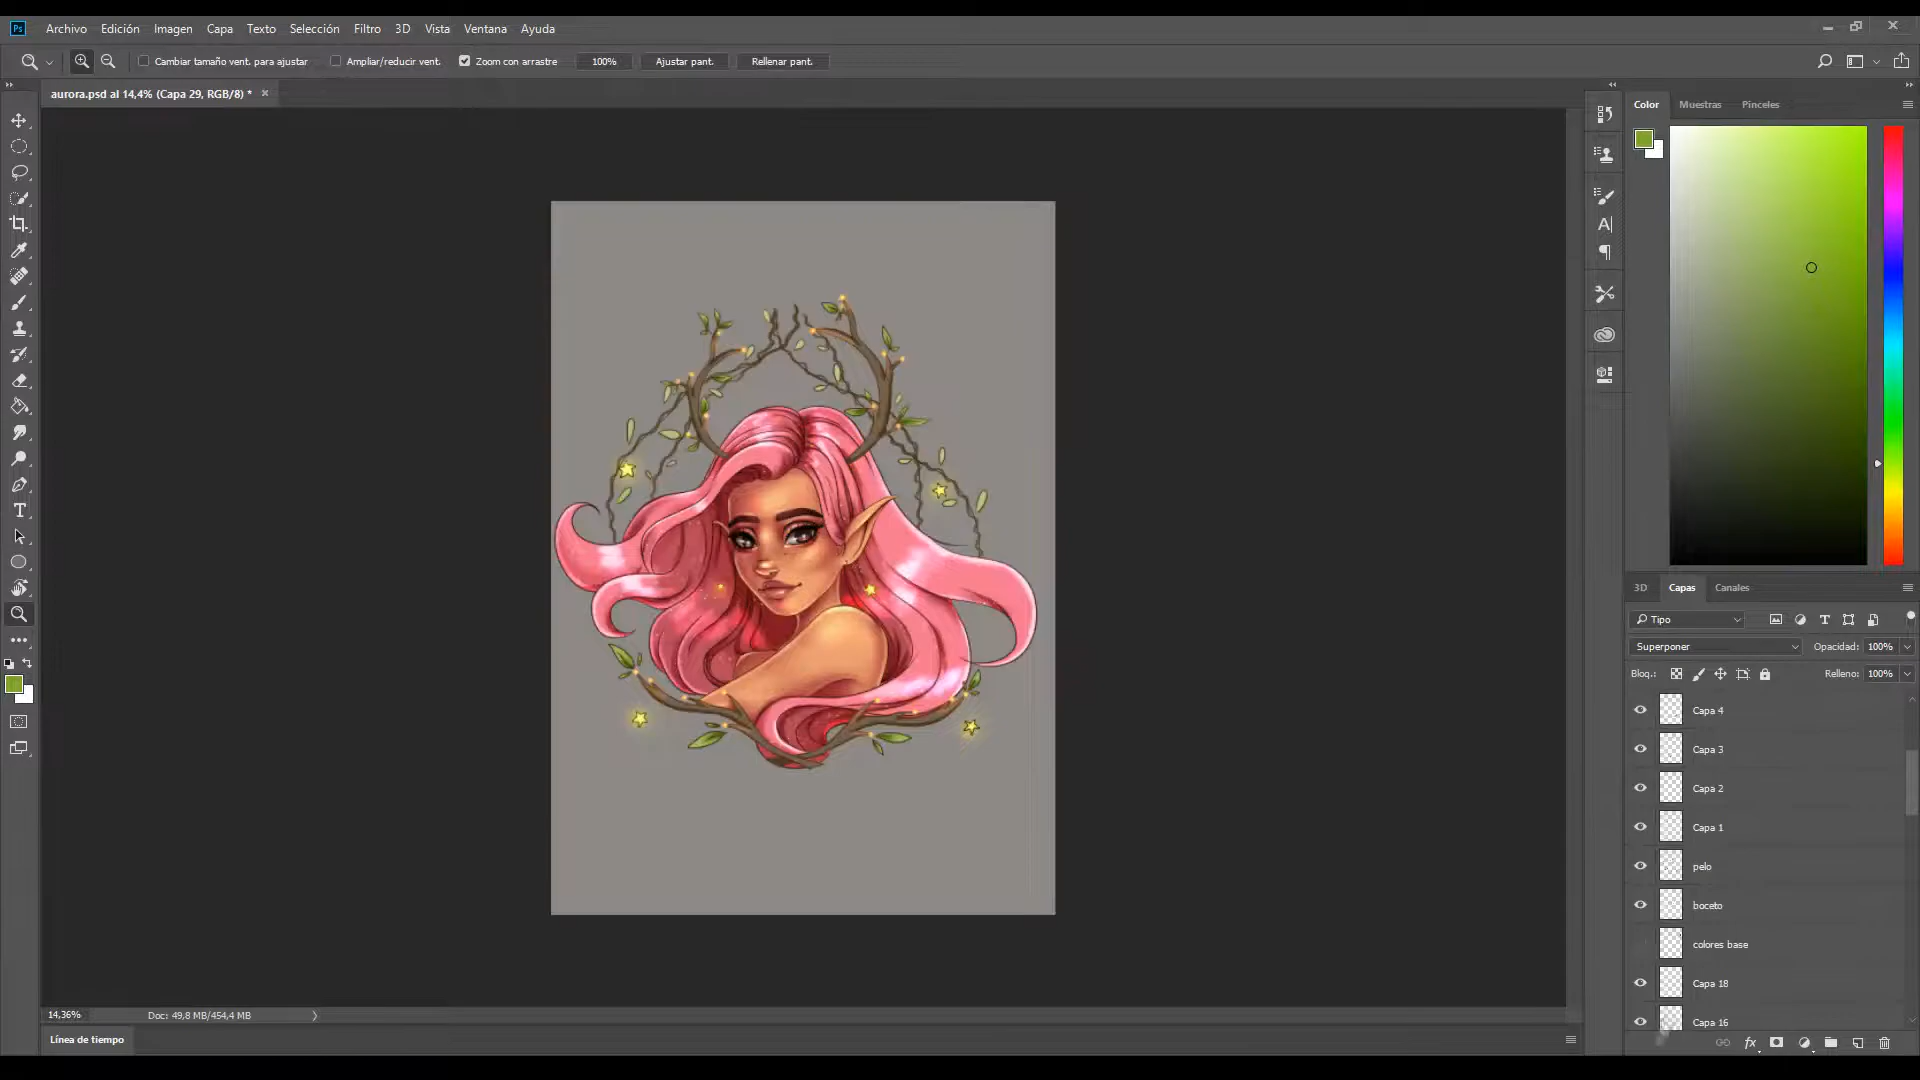 Ps Archivo Edición Imagen Capa Texto Selección Filtro 3D Vista Ventana Ayuda
Cambiar tamaño vent. para ajustar Ampliar/reducir vent. Zoom con arrastre 100% Ajustar pant. Rellenar pant.
aurora.psd al 14,4% (Capa 29, RGB/8) *
Color Muestras Pinceles
3D Capas Canales
Tipo
Superponer Opacidad: 100%
Bloq.: Relleno: 100%
Capa 4
Capa 3
Capa 2
Capa 1
pelo
boceto
colores base
Capa 18
Capa 16
fx
14,36% Doc: 49,8 MB/454,4 MB
Línea de tiempo